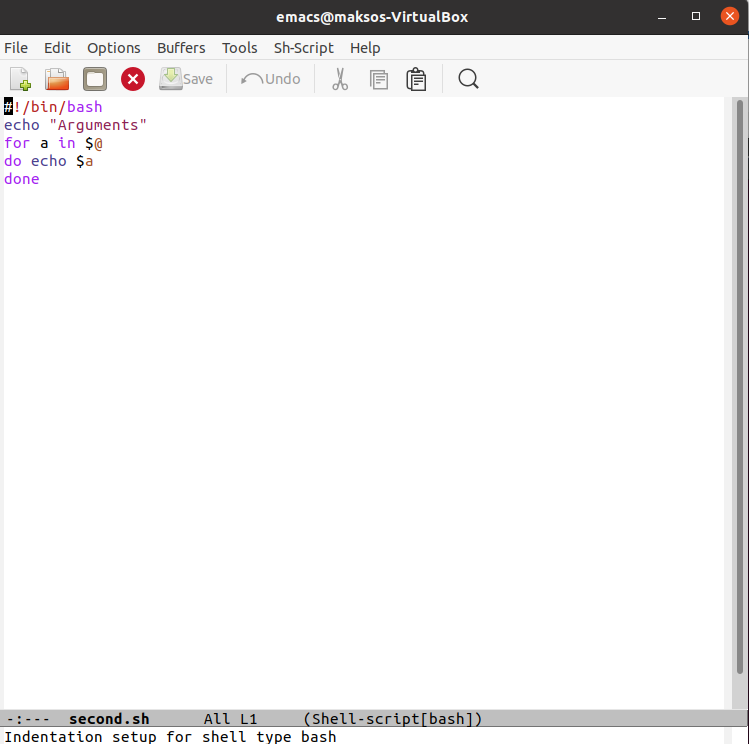 emacs@maksos-VirtualBox
File Edit Options Buffers Tools Sh-Script Help
Save Undo
#!/bin/bash
echo "Arguments"
for a in $@
do echo $a
done
-:--- second.sh All L1 (Shell-script[bash])
Indentation setup for shell type bash